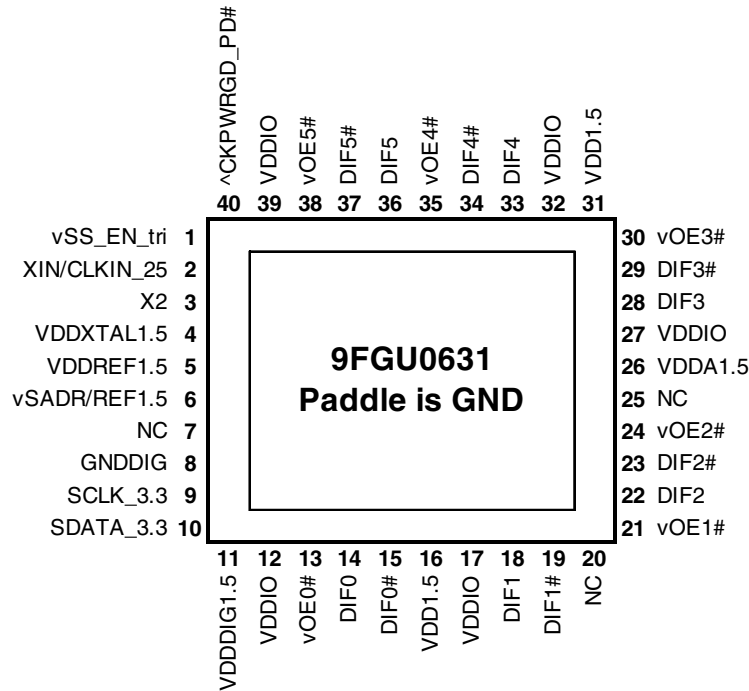 ^CKPWRGD_PD#
VDDIO
vOE5#
DIF5#
DIF5
vOE4#
DIF4#
DIF4
VDDIO
VDD1.5
40 39 38 37 36 35 34 33 32 31
vSS_EN_tri 1
XIN/CLKIN_25 2
X2 3
VDDXTAL1.5 4
VDDREF1.5 5
vSADR/REF1.5 6
NC 7
GNDDIG 8
SCLK_3.3 9
SDATA_3.3 10
9FGU0631
Paddle is GND
30 vOE3#
29 DIF3#
28 DIF3
27 VDDIO
26 VDDA1.5
25 NC
24 vOE2#
23 DIF2#
22 DIF2
21 vOE1#
11 12 13 14 15 16 17 18 19 20
VDDDIG1.5
VDDIO
vOE0#
DIF0
DIF0#
VDD1.5
VDDIO
DIF1
DIF1#
NC